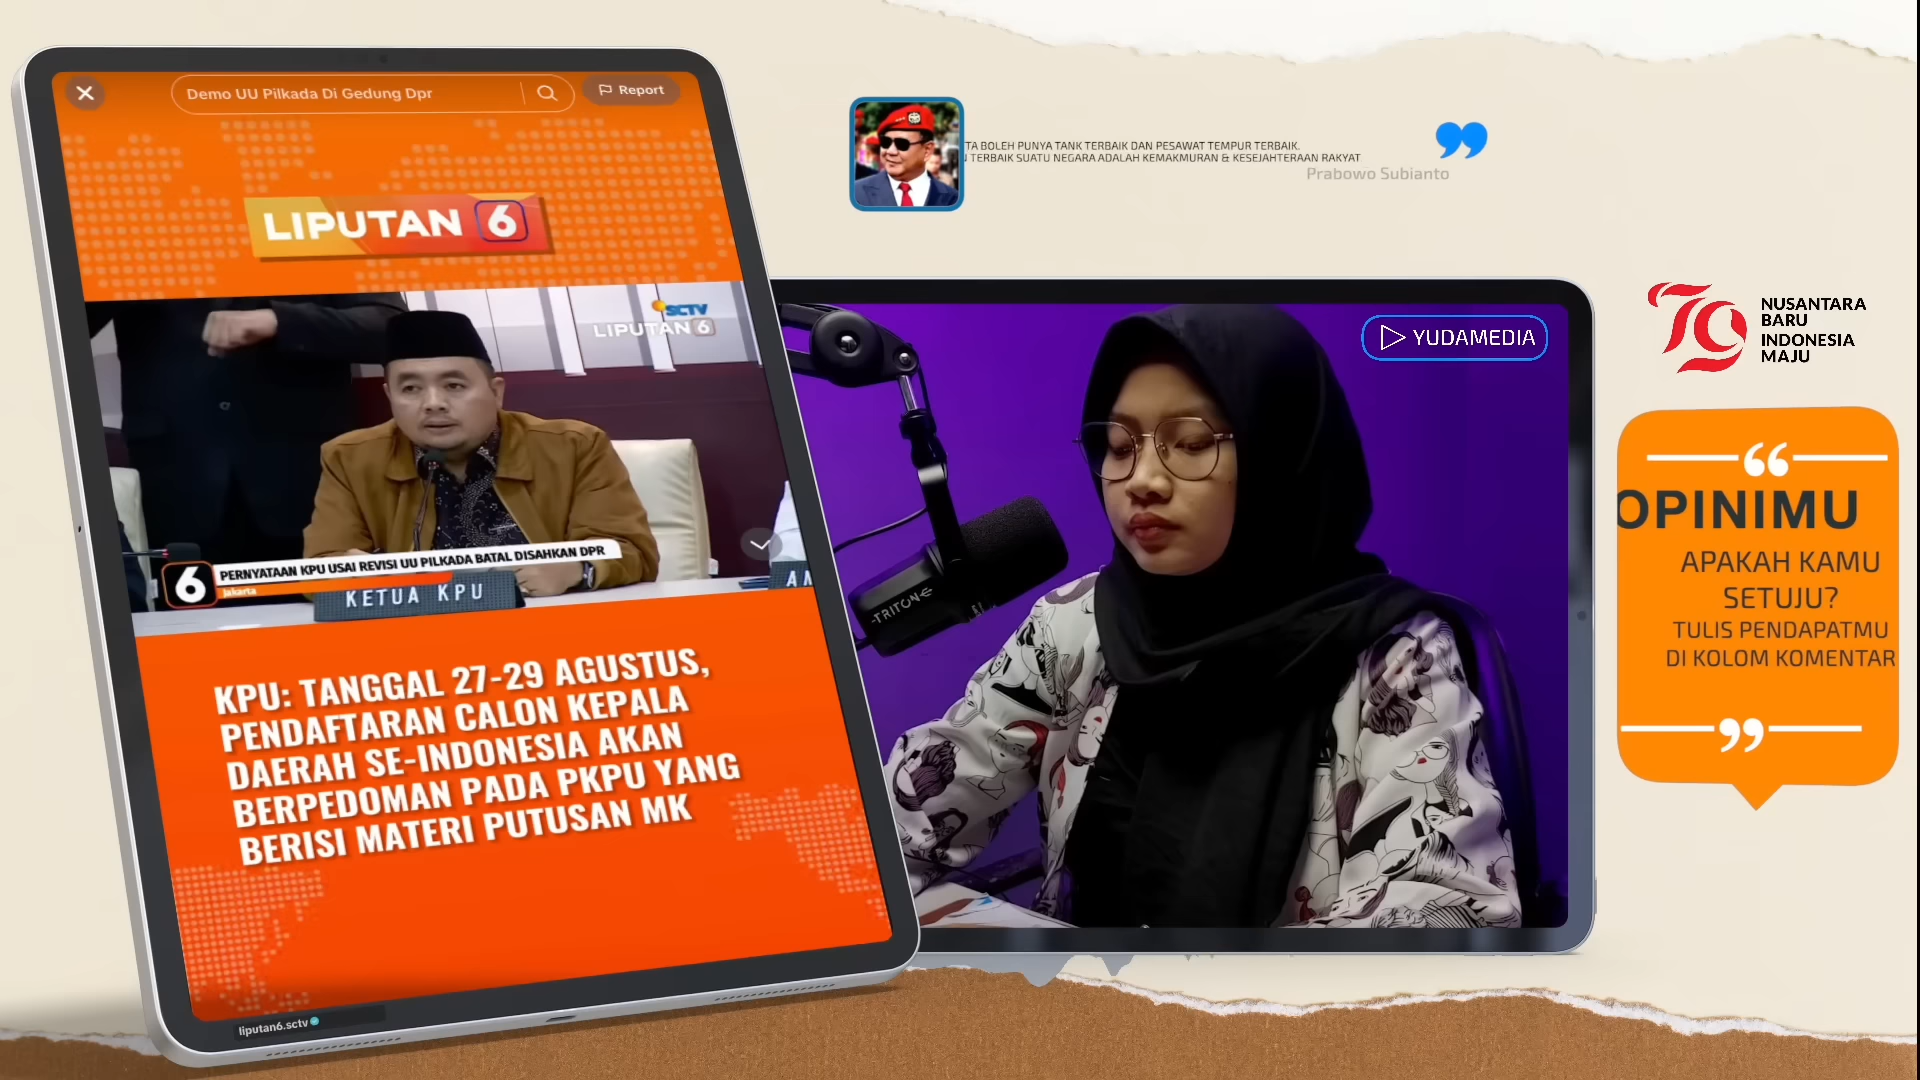 Demo UU Pilkada Di Gedung Dpr
Report
LIPUTAN 6
SCTV
LIPUTAN 6
6
PERNYATAAN KPU USAI REVISI UU PILKADA BATAL DISAHKAN DPR
Jakarta
KETUA KPU
AN
KPU: TANGGAL 27-29 AGUSTUS,
PENDAFTARAN CALON KEPALA
DAERAH SE-INDONESIA AKAN
BERPEDOMAN PADA PKPU YANG
BERISI MATERI PUTUSAN MK
liputan6.sctv
TA BOLEH PUNYA TANK TERBAIK DAN PESAWAT TEMPUR TERBAIK.
TERBAIK SUATU NEGARA ADALAH KEMAKMURAN & KESEJAHTERAAN RAKYAT
Prabowo Subianto
YUDAMEDIA
TRITON
79
NUSANTARA
BARU
INDONESIA
MAJU
“
OPINIMU
APAKAH KAMU
SETUJU?
TULIS PENDAPATMU
DI KOLOM KOMENTAR
”